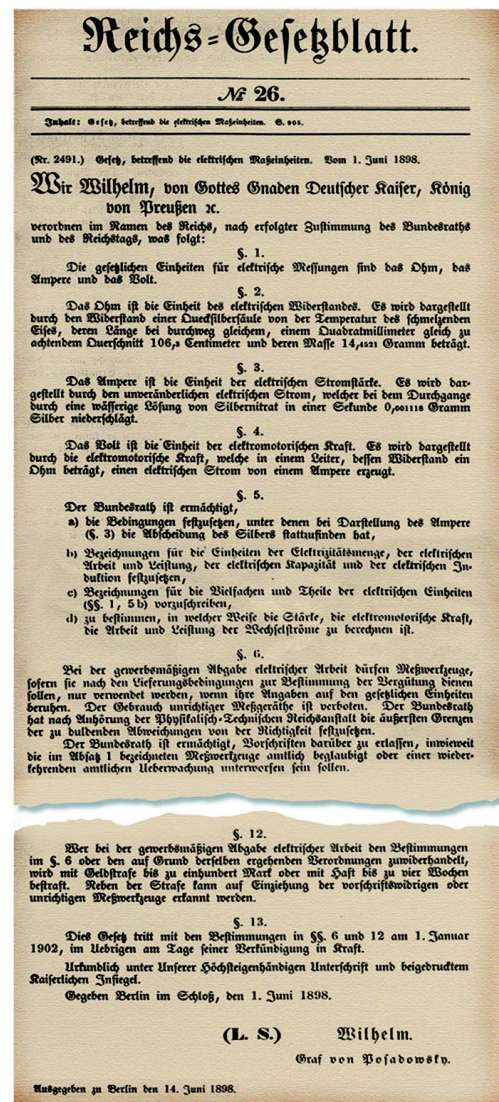 Reichs-Gesetzblatt.
№ 26.
Inhalt: Gesetz, betreffend die elektrischen Maßeinheiten. S. 905.
(Nr. 2491.) Gesetz, betreffend die elektrischen Maßeinheiten. Vom 1. Juni 1898.
Wir Wilhelm, von Gottes Gnaden Deutscher Kaiser, König
von Preußen ꝛc.
verordnen im Namen des Reichs, nach erfolgter Zustimmung des Bundesraths
und des Reichstags, was folgt:
§. 1.
Die gesetzlichen Einheiten für elektrische Messungen sind das Ohm, das
Ampere und das Volt.
§. 2.
Das Ohm ist die Einheit des elektrischen Widerstandes. Es wird dargestellt
durch den Widerstand einer Quecksilbersäule von der Temperatur des schmelzenden
Eises, deren Länge bei durchweg gleichem, einem Quadratmillimeter gleich zu
achtendem Querschnitt 106,3 Centimeter und deren Masse 14,4521 Gramm beträgt.
§. 3.
Das Ampere ist die Einheit der elektrischen Stromstärke. Es wird dar-
gestellt durch den unveränderlichen elektrischen Strom, welcher bei dem Durchgange
durch eine wässerige Lösung von Silbernitrat in einer Sekunde 0,001118 Gramm
Silber niederschlägt.
§. 4.
Das Volt ist die Einheit der elektromotorischen Kraft. Es wird dargestellt
durch die elektromotorische Kraft, welche in einem Leiter, dessen Widerstand ein
Ohm beträgt, einen elektrischen Strom von einem Ampere erzeugt.
§. 5.
Der Bundesrath ist ermächtigt,
a) die Bedingungen festzusetzen, unter denen bei Darstellung des Ampere
(§. 3) die Abscheidung des Silbers stattzufinden hat,
b) Bezeichnungen für die Einheiten der Elektrizitätsmenge, der elektrischen
Arbeit und Leistung, der elektrischen Kapazität und der elektrischen In-
duktion festzusetzen,
c) Bezeichnungen für die Vielfachen und Theile der elektrischen Einheiten
(§§. 1, 5 b) vorzuschreiben,
d) zu bestimmen, in welcher Weise die Stärke, die elektromotorische Kraft,
die Arbeit und Leistung der Wechselströme zu berechnen ist.
§. 6.
Bei der gewerbsmäßigen Abgabe elektrischer Arbeit dürfen Meßwerkzeuge,
sofern sie nach den Lieferungsbedingungen zur Bestimmung der Vergütung dienen
sollen, nur verwendet werden, wenn ihre Angaben auf den gesetzlichen Einheiten
beruhen. Der Gebrauch unrichtiger Meßgeräthe ist verboten. Der Bundesrath
hat nach Anhörung der Physikalisch-Technischen Reichsanstalt die äußersten Grenzen
der zu duldenden Abweichungen von der Richtigkeit festzusetzen.
Der Bundesrath ist ermächtigt, Vorschriften darüber zu erlassen, inwieweit
die im Absatz 1 bezeichneten Meßwerkzeuge amtlich beglaubigt oder einer wieder-
kehrenden amtlichen Ueberwachung unterworfen sein sollen.
§. 12.
Wer bei der gewerbsmäßigen Abgabe elektrischer Arbeit den Bestimmungen
im §. 6 oder den auf Grund derselben ergehenden Verordnungen zuwiderhandelt,
wird mit Geldstrafe bis zu einhundert Mark oder mit Haft bis zu vier Wochen
bestraft. Neben der Strafe kann auf Einziehung der vorschriftswidrigen oder
unrichtigen Meßwerkzeuge erkannt werden.
§. 13.
Dies Gesetz tritt mit den Bestimmungen in §§. 6 und 12 am 1. Januar
1902, im Uebrigen am Tage seiner Verkündigung in Kraft.
Urkundlich unter Unserer Höchsteigenhändigen Unterschrift und beigedrucktem
Kaiserlichen Insiegel.
Gegeben Berlin im Schloß, den 1. Juni 1898.
(L. S.) Wilhelm.
Graf von Posadowsky.
Ausgegeben zu Berlin den 14. Juni 1898.